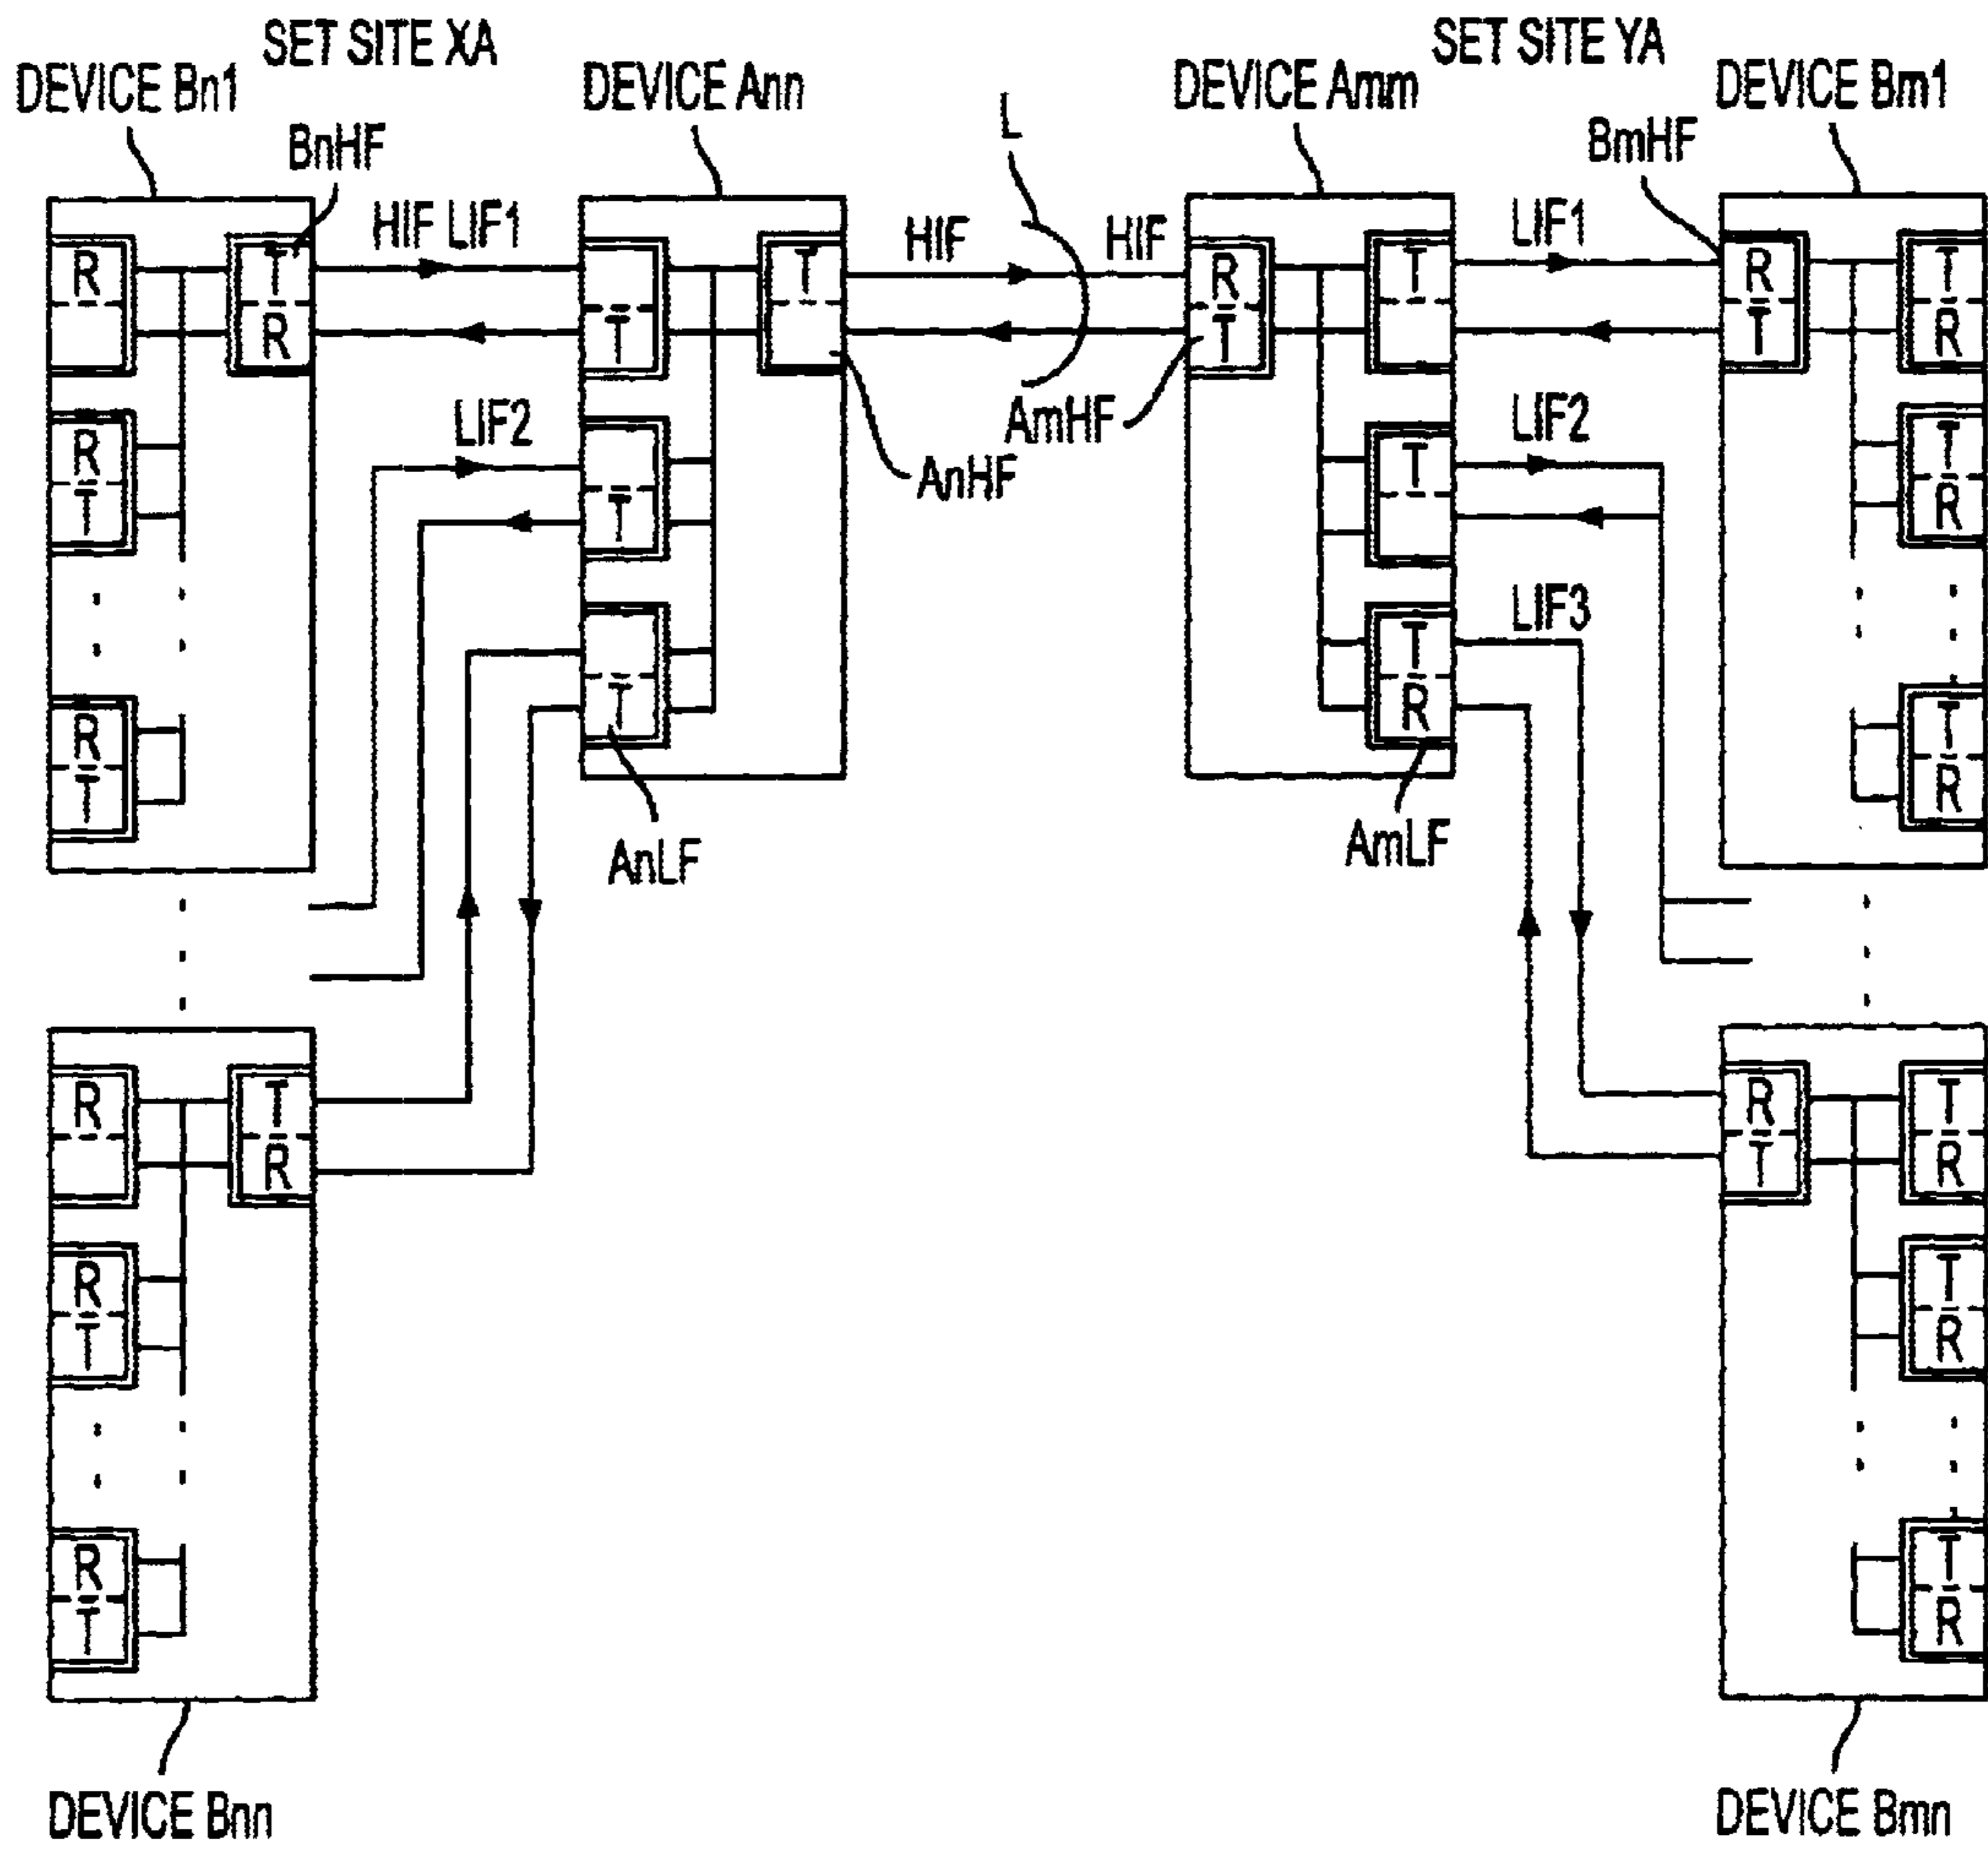 SET SITE XA
SET SITE YA
DEVICE Bn1
DEVICE Ann
DEVICE Amm
DEVICE Bm1
BnHF
L
BmHF
HIF LIF1
HIF
HIF
LIF1
R
T
R
T
T
R
T
T
R
T
R
T
LIF2
AmHF
AnHF
LIF2
R
T
T
T
T
R
LIF3
R
T
T
T
R
T
R
AnLF
AmLF
R
T
R
R
T
T
R
R
T
T
R
R
T
T
R
DEVICE Bnn
DEVICE Bmn